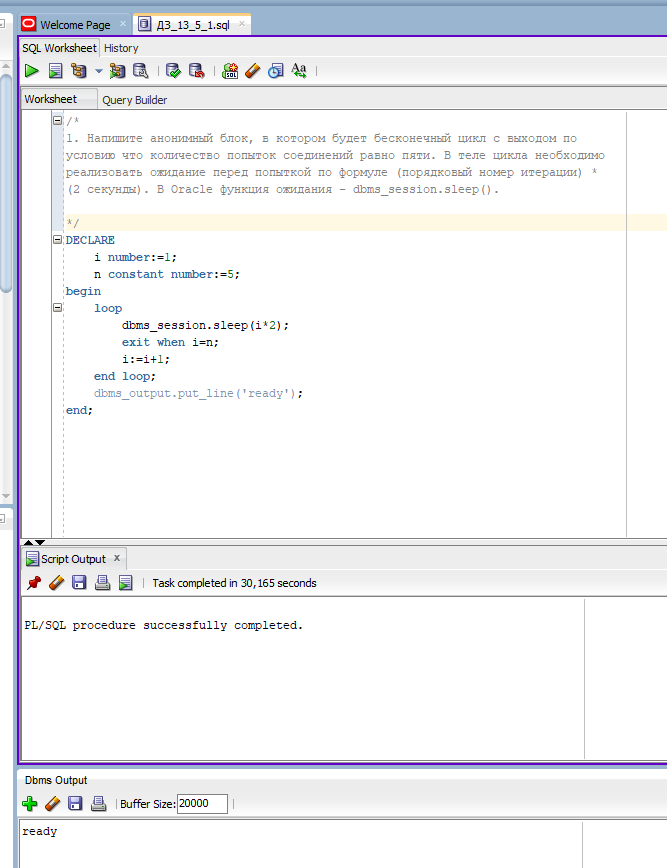 Welcome Page
ДЗ_13_5_1.sql
SQL Worksheet
History
Worksheet
Query Builder
/*
1. Напишите анонимный блок, в котором будет бесконечный цикл с выходом по
условию что количество попыток соединений равно пяти. В теле цикла необходимо
реализовать ожидание перед попыткой по формуле (порядковый номер итерации) *
(2 секунды). В Oracle функция ожидания - dbms_session.sleep().
*/
DECLARE
    i number:=1;
    n constant number:=5;
begin
    loop
        dbms_session.sleep(i*2);
        exit when i=n;
        i:=i+1;
    end loop;
    dbms_output.put_line('ready');
end;
Script Output
Task completed in 30,165 seconds
PL/SQL procedure successfully completed.
Dbms Output
Buffer Size: 20000
ready